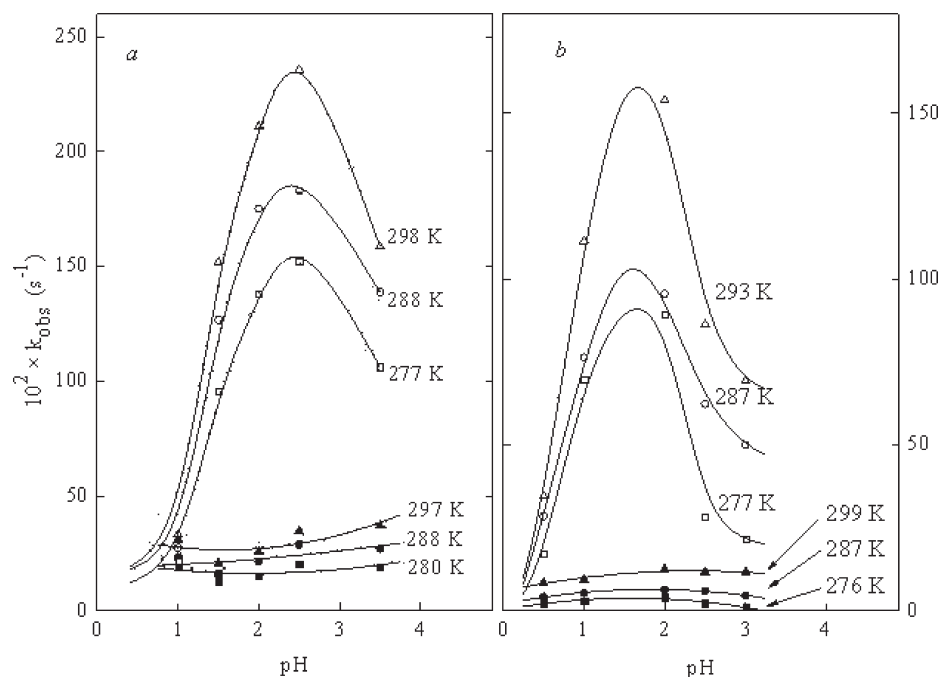 a
b
250
200
150
100
50
0
10² × k_obs (s⁻¹)
298 K
288 K
277 K
297 K
288 K
280 K
0 1 2 3 4
pH
293 K
287 K
277 K
299 K
287 K
276 K
150
100
50
0
0 1 2 3 4
pH